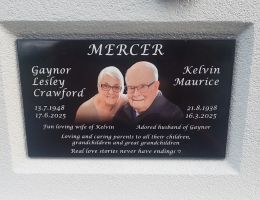 MERCER
Gaynor
Lesley
Crawford
13.7.1948
17-6.2025
Kelvin
Maurice
21.8.1938
16.3.2025
Fun loving wife of Kelvin
Adored husband of Gaynor
Loving and caring parents to all their children,
grandchildren and great grandchildren
Real love stories never have endings ♡